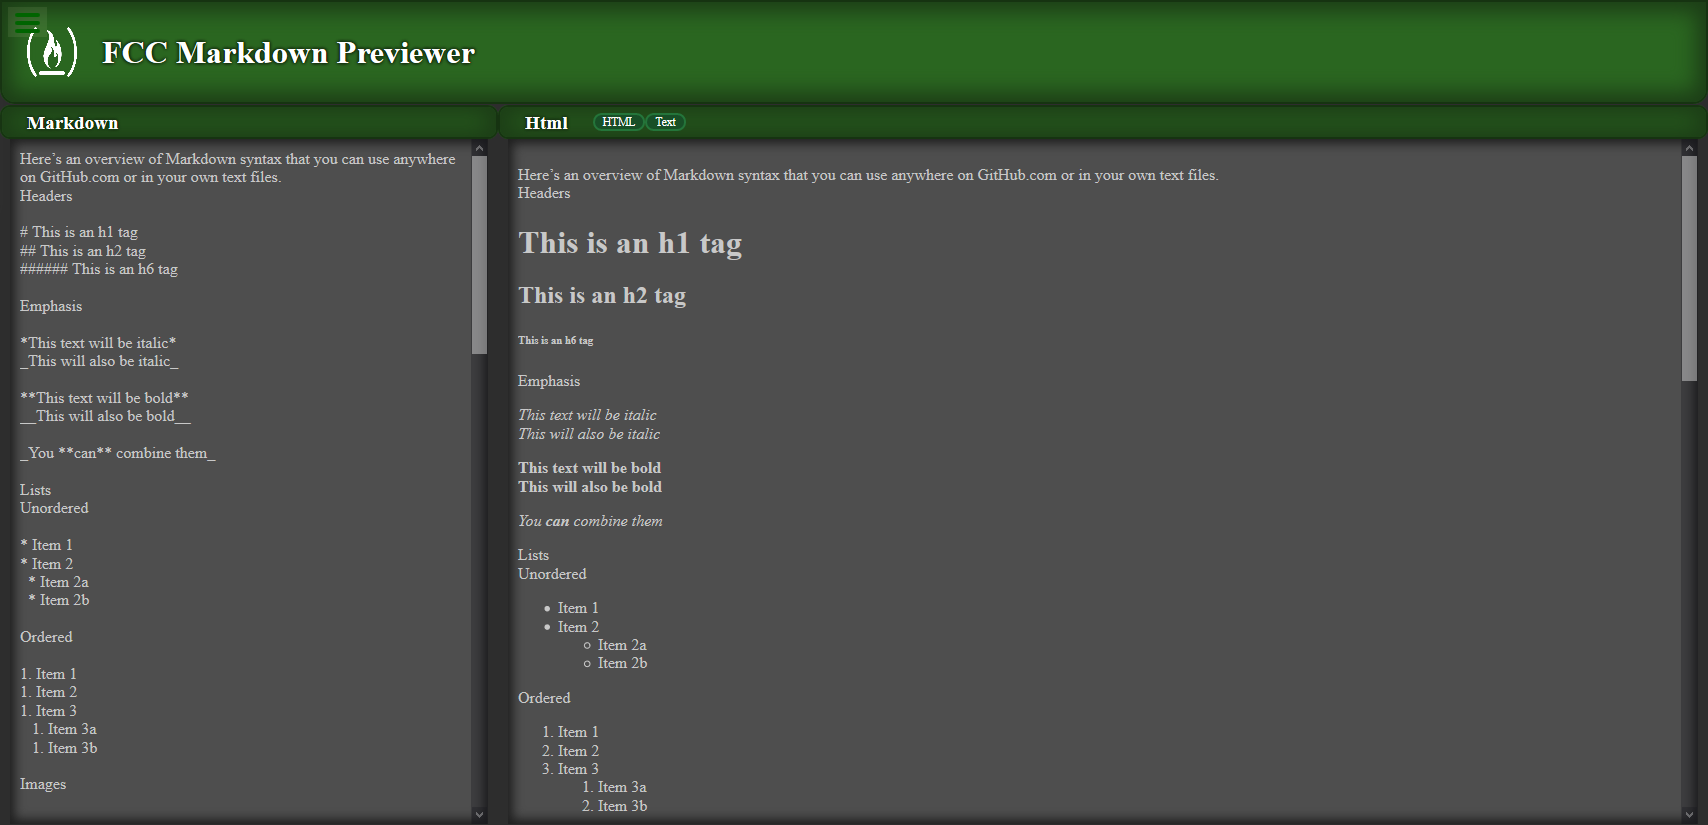 FCC Markdown Previewer
Markdown
Here’s an overview of Markdown syntax that you can use anywhere
on GitHub.com or in your own text files.
Headers
# This is an h1 tag
## This is an h2 tag
###### This is an h6 tag
Emphasis
*This text will be italic*
_This will also be italic_
**This text will be bold**
__This will also be bold__
_You **can** combine them_
Lists
Unordered
* Item 1
* Item 2
  * Item 2a
  * Item 2b
Ordered
1. Item 1
1. Item 2
1. Item 3
   1. Item 3a
   1. Item 3b
Images
Html HTML Text
Here’s an overview of Markdown syntax that you can use anywhere on GitHub.com or in your own text files.
Headers
This is an h1 tag
This is an h2 tag
This is an h6 tag
Emphasis
This text will be italic
This will also be italic
This text will be bold
This will also be bold
You can combine them
Lists
Unordered
• Item 1
• Item 2
◦ Item 2a
◦ Item 2b
Ordered
1. Item 1
2. Item 2
3. Item 3
1. Item 3a
2. Item 3b